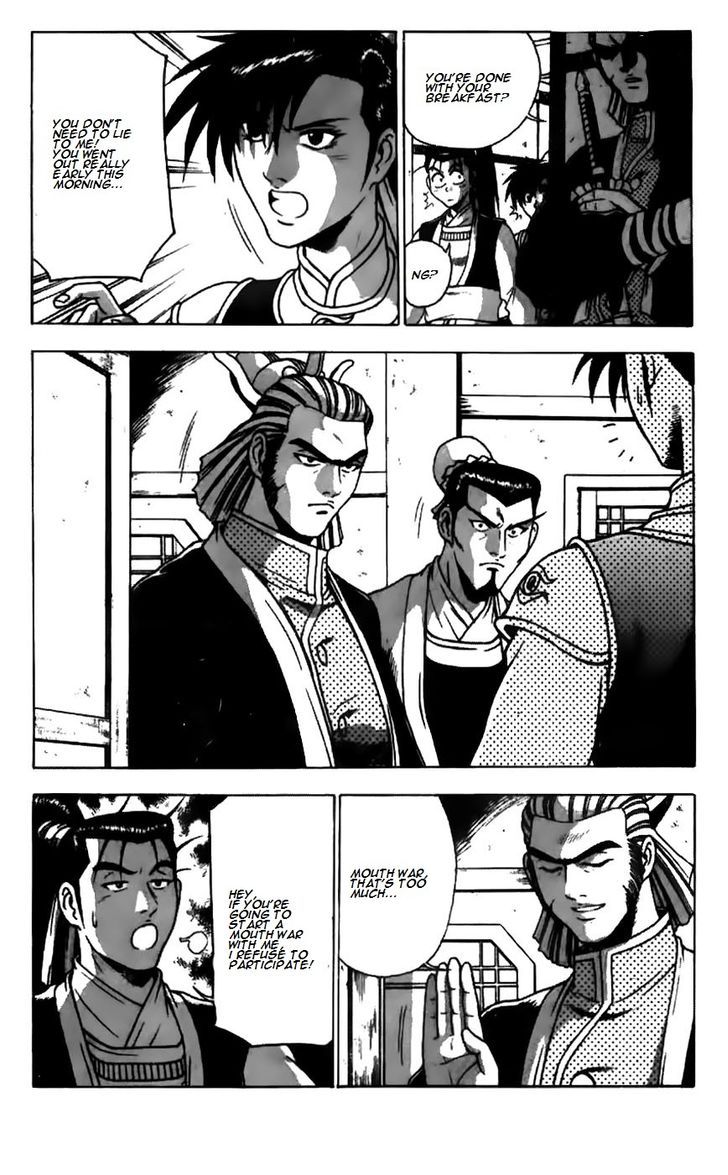 YOU'RE DONE
WITH YOUR
BREAKFAST?
NG?
YOU DON'T
NEED TO LIE
TO ME!
YOU WENT
OUT REALLY
EARLY THIS
MORNING...
MOUTH WAR,
THAT'S TOO
MUCH...
HEY,
IF YOU'RE
GOING TO
START A
MOUTH WAR
WITH ME,
I REFUSE TO
PARTICIPATE!